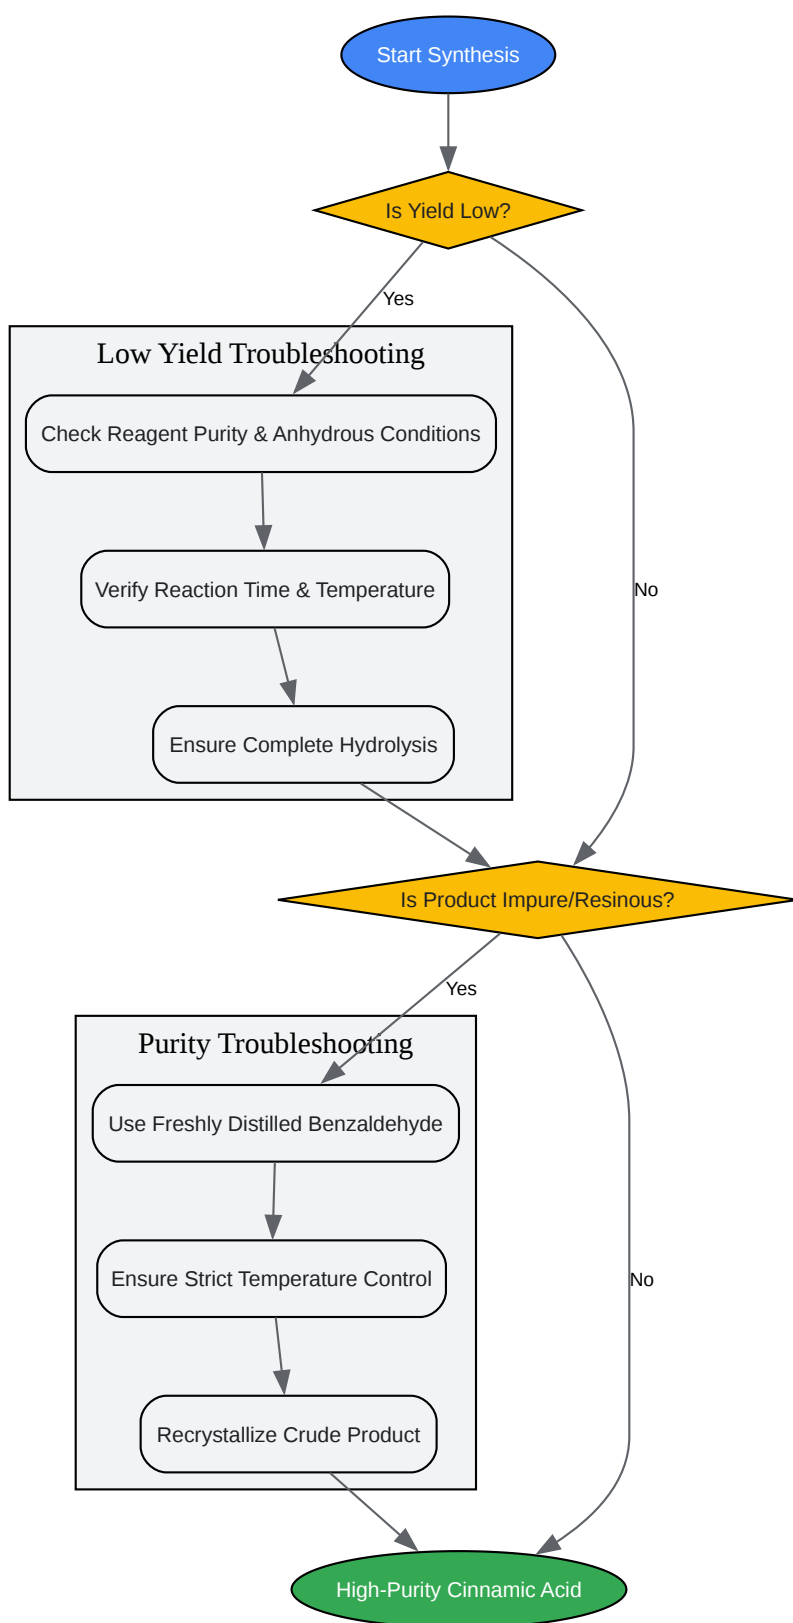 Start Synthesis
Is Yield Low?
Yes
Low Yield Troubleshooting
Check Reagent Purity & Anhydrous Conditions
Verify Reaction Time & Temperature
No
Ensure Complete Hydrolysis
Is Product Impure/Resinous?
Yes
Purity Troubleshooting
Use Freshly Distilled Benzaldehyde
Ensure Strict Temperature Control
No
Recrystallize Crude Product
High-Purity Cinnamic Acid